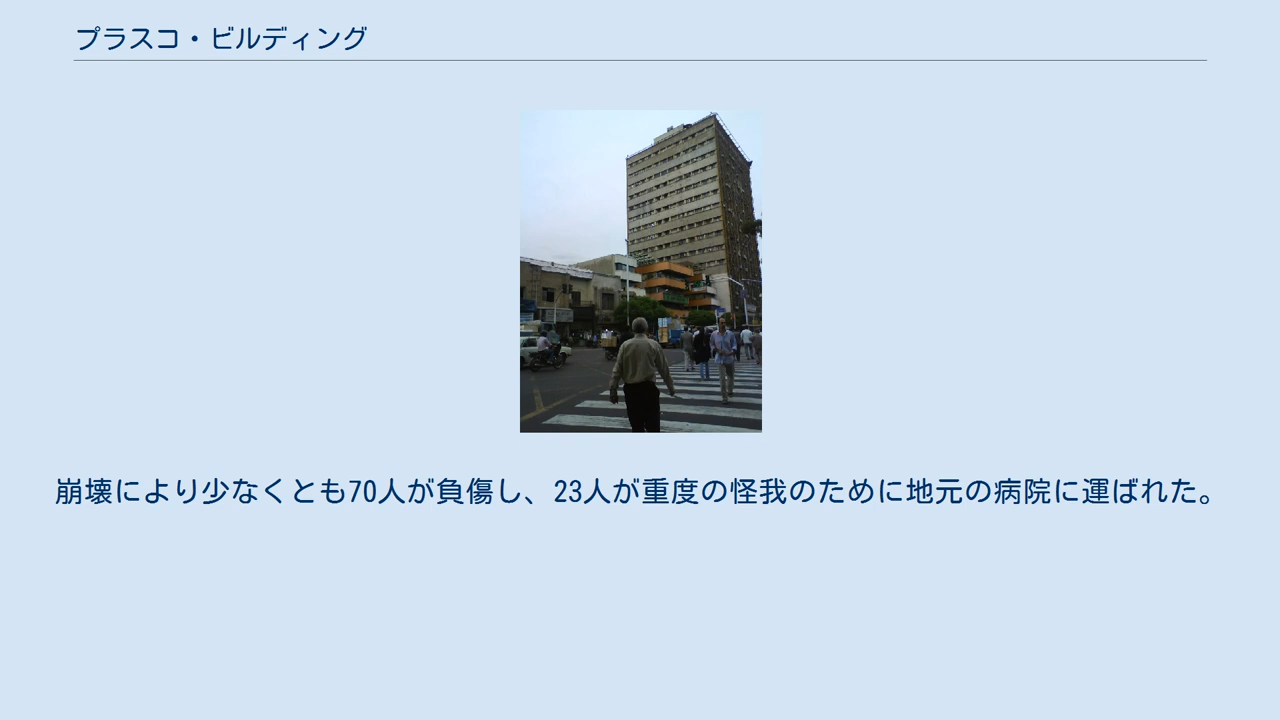 プラスコ・ビルディング
崩壊により少なくとも70人が負傷し、23人が重度の怪我のために地元の病院に運ばれた。